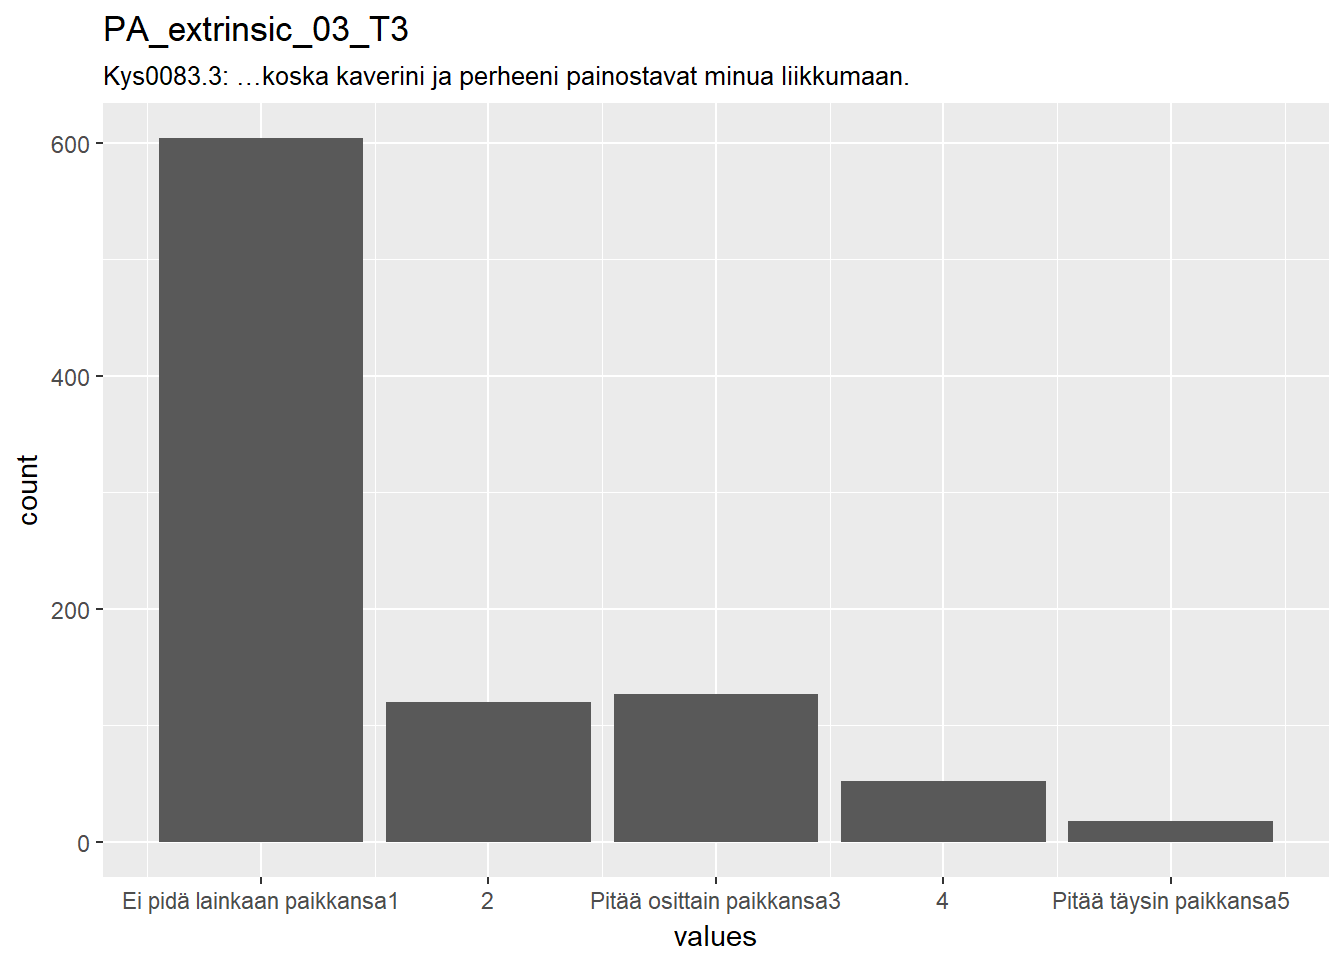 PA_extrinsic_03_T3
Kys0083.3: …koska kaverini ja perheeni painostavat minua liikkumaan.
600
400
200
0
count
Ei pidä lainkaan paikkansa1
2
Pitää osittain paikkansa3
4
Pitää täysin paikkansa5
values